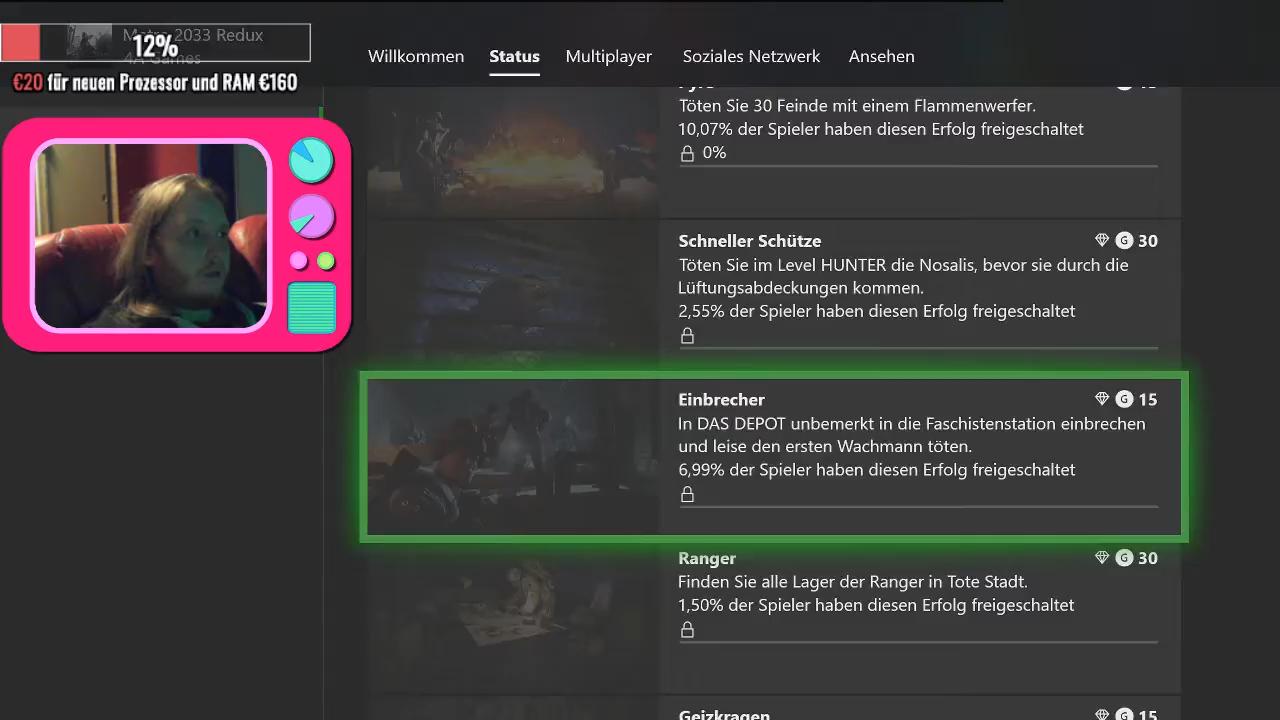 Metro 2033 Redux
4A Games
12%
€20 für neuen Prozessor und RAM €160
Willkommen Status Multiplayer Soziales Netzwerk Ansehen
Töten Sie 30 Feinde mit einem Flammenwerfer.
10,07% der Spieler haben diesen Erfolg freigeschaltet
0%
Schneller Schütze G 30
Töten Sie im Level HUNTER die Nosalis, bevor sie durch die
Lüftungsabdeckungen kommen.
2,55% der Spieler haben diesen Erfolg freigeschaltet
Einbrecher G 15
In DAS DEPOT unbemerkt in die Faschistenstation einbrechen
und leise den ersten Wachmann töten.
6,99% der Spieler haben diesen Erfolg freigeschaltet
Ranger G 30
Finden Sie alle Lager der Ranger in Tote Stadt.
1,50% der Spieler haben diesen Erfolg freigeschaltet
Geizkragen G 15